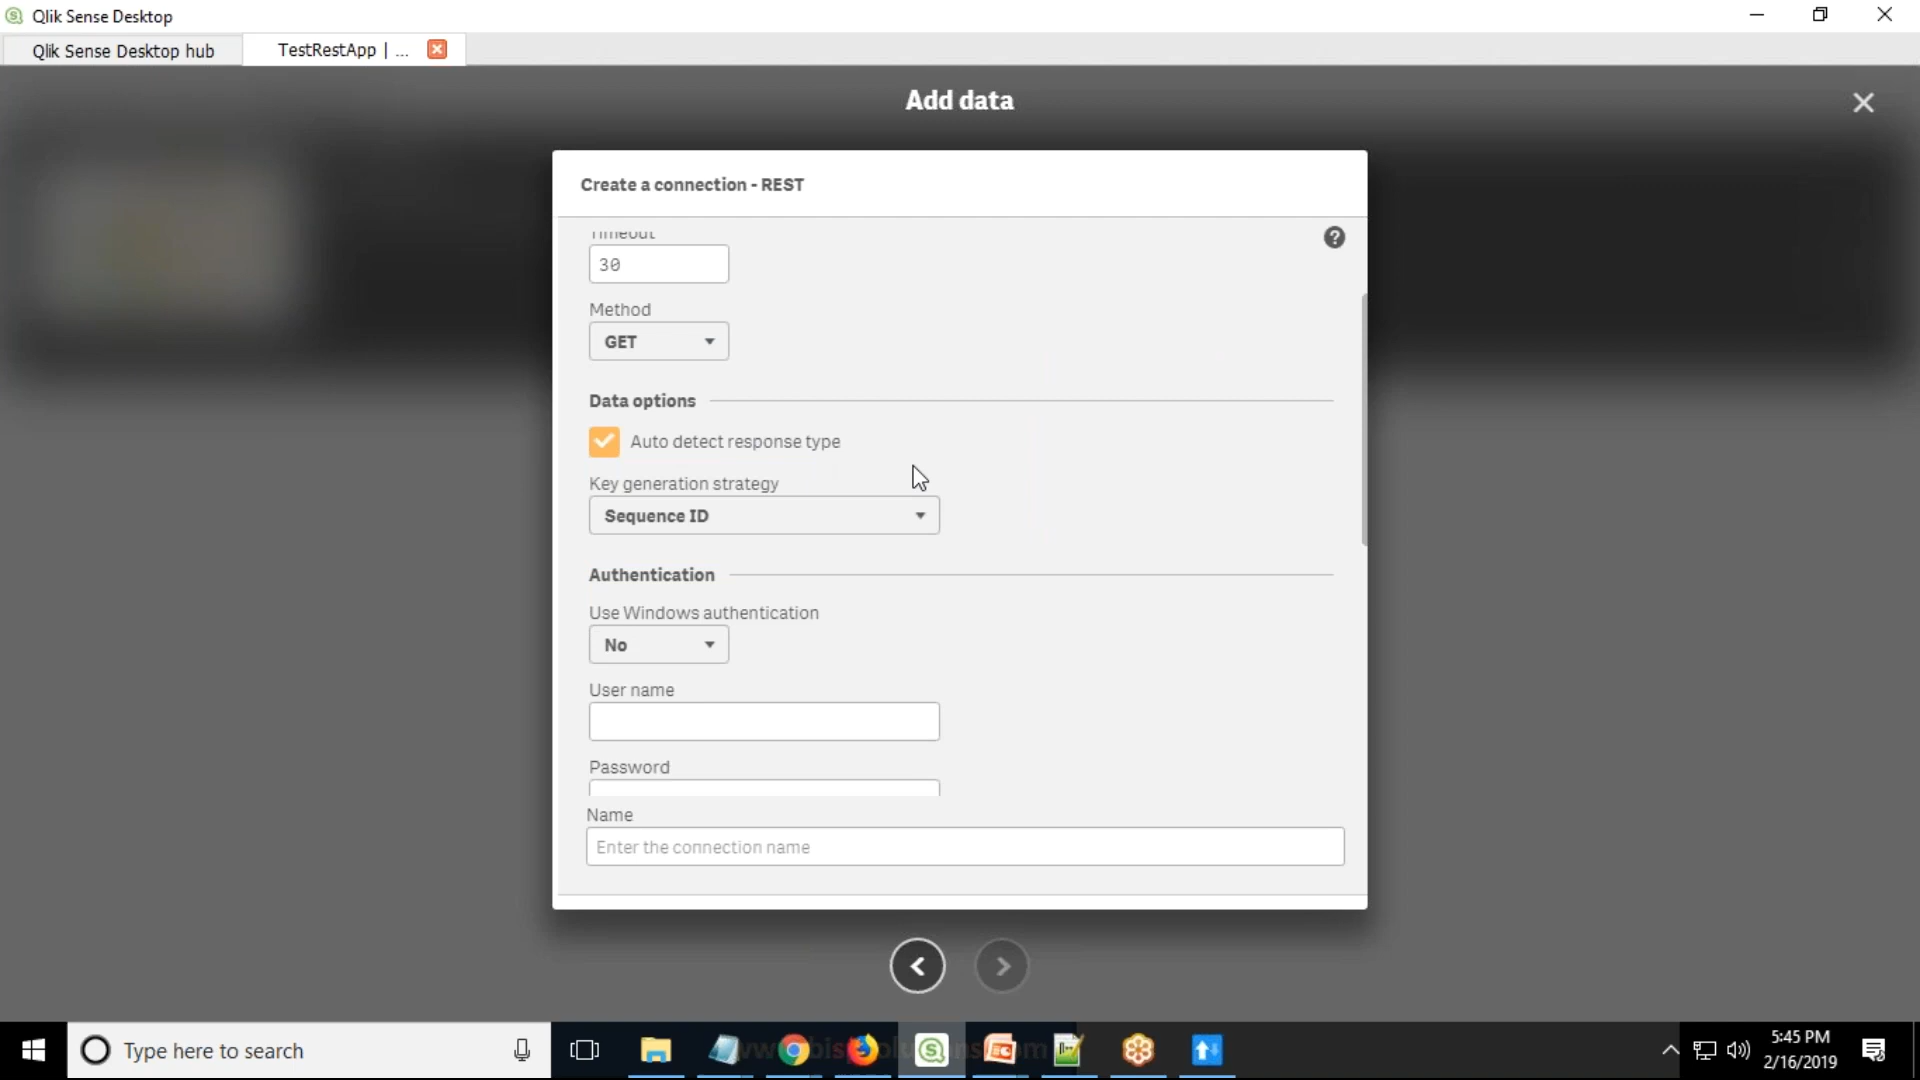 Qlik Sense Desktop
Qlik Sense Desktop hub
TestRestApp | ...
Add data
Create a connection - REST
Timeout
30
Method
GET
Data options
Auto detect response type
Key generation strategy
Sequence ID
Authentication
Use Windows authentication
No
User name
Password
Name
Enter the connection name
Type here to search
5:45 PM
2/16/2019